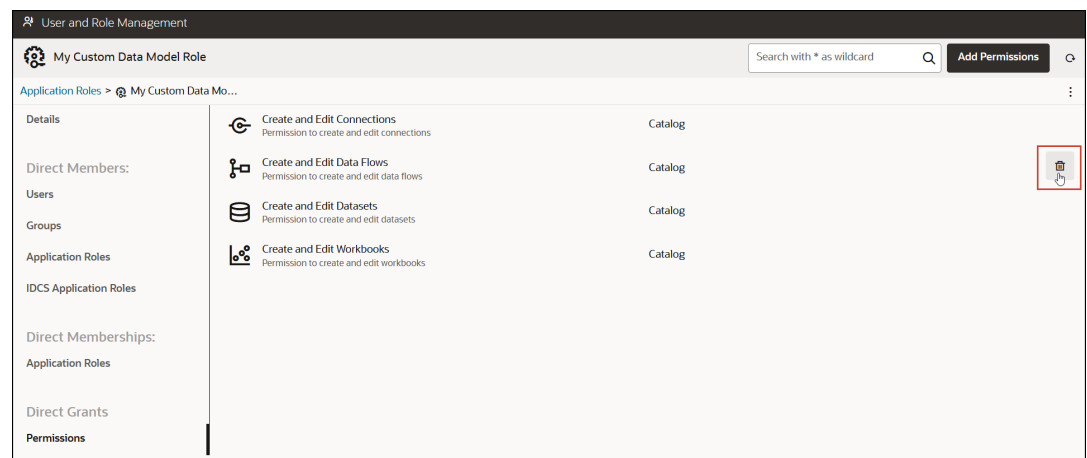 User and Role Management
My Custom Data Model Role
Search with * as wildcard
Add Permissions
Application Roles > My Custom Data Mo...
Details
Direct Members:
Users
Groups
Application Roles
IDCS Application Roles
Direct Memberships:
Application Roles
Direct Grants
Permissions
Create and Edit Connections
Permission to create and edit connections
Catalog
Create and Edit Data Flows
Permission to create and edit data flows
Catalog
Create and Edit Datasets
Permission to create and edit datasets
Catalog
Create and Edit Workbooks
Permission to create and edit workbooks
Catalog